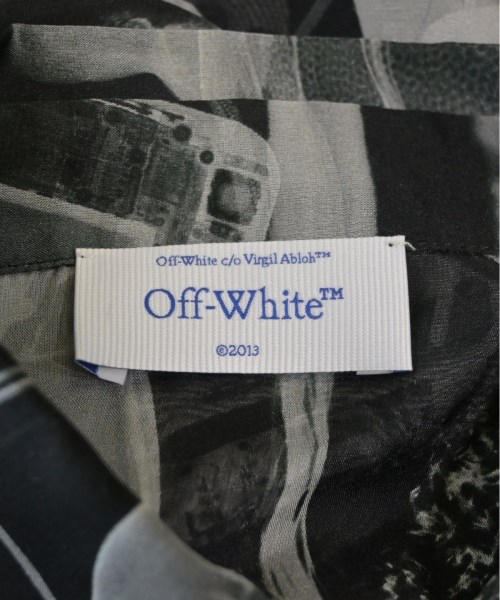 Off-White c/o Virgil Abloh™
Off-White™
©2013